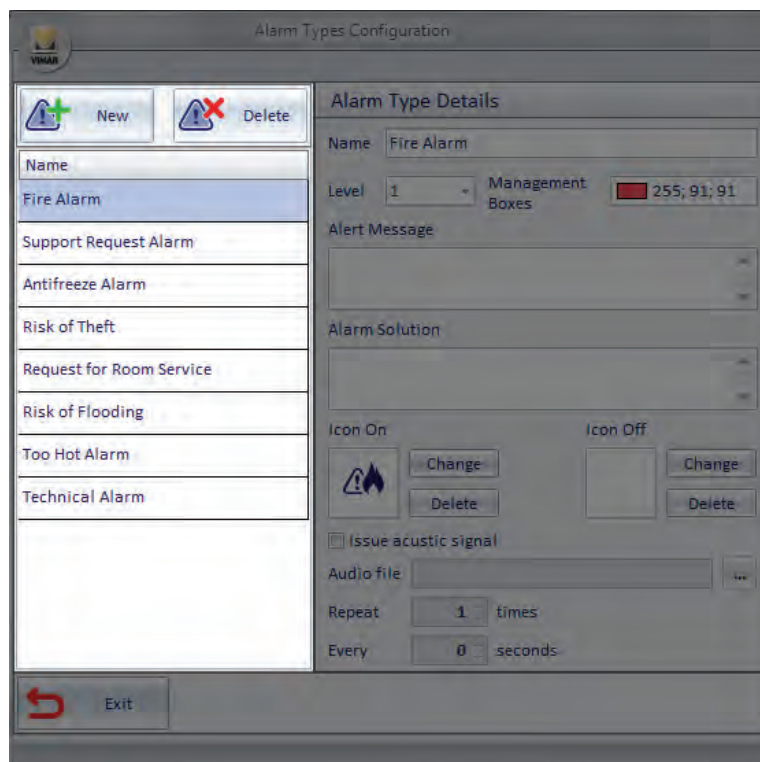 Alarm Types Configuration
VIMAR
New
Delete
Name
Fire Alarm
Support Request Alarm
Antifreeze Alarm
Risk of Theft
Request for Room Service
Risk of Flooding
Too Hot Alarm
Technical Alarm
Alarm Type Details
Name Fire Alarm
Level 1 Management Boxes 255; 91; 91
Alert Message
Alarm Solution
Icon On Icon Off
Change Change
Delete Delete
Issue acustic signal
Audio file ...
Repeat 1 times
Every 0 seconds
Exit